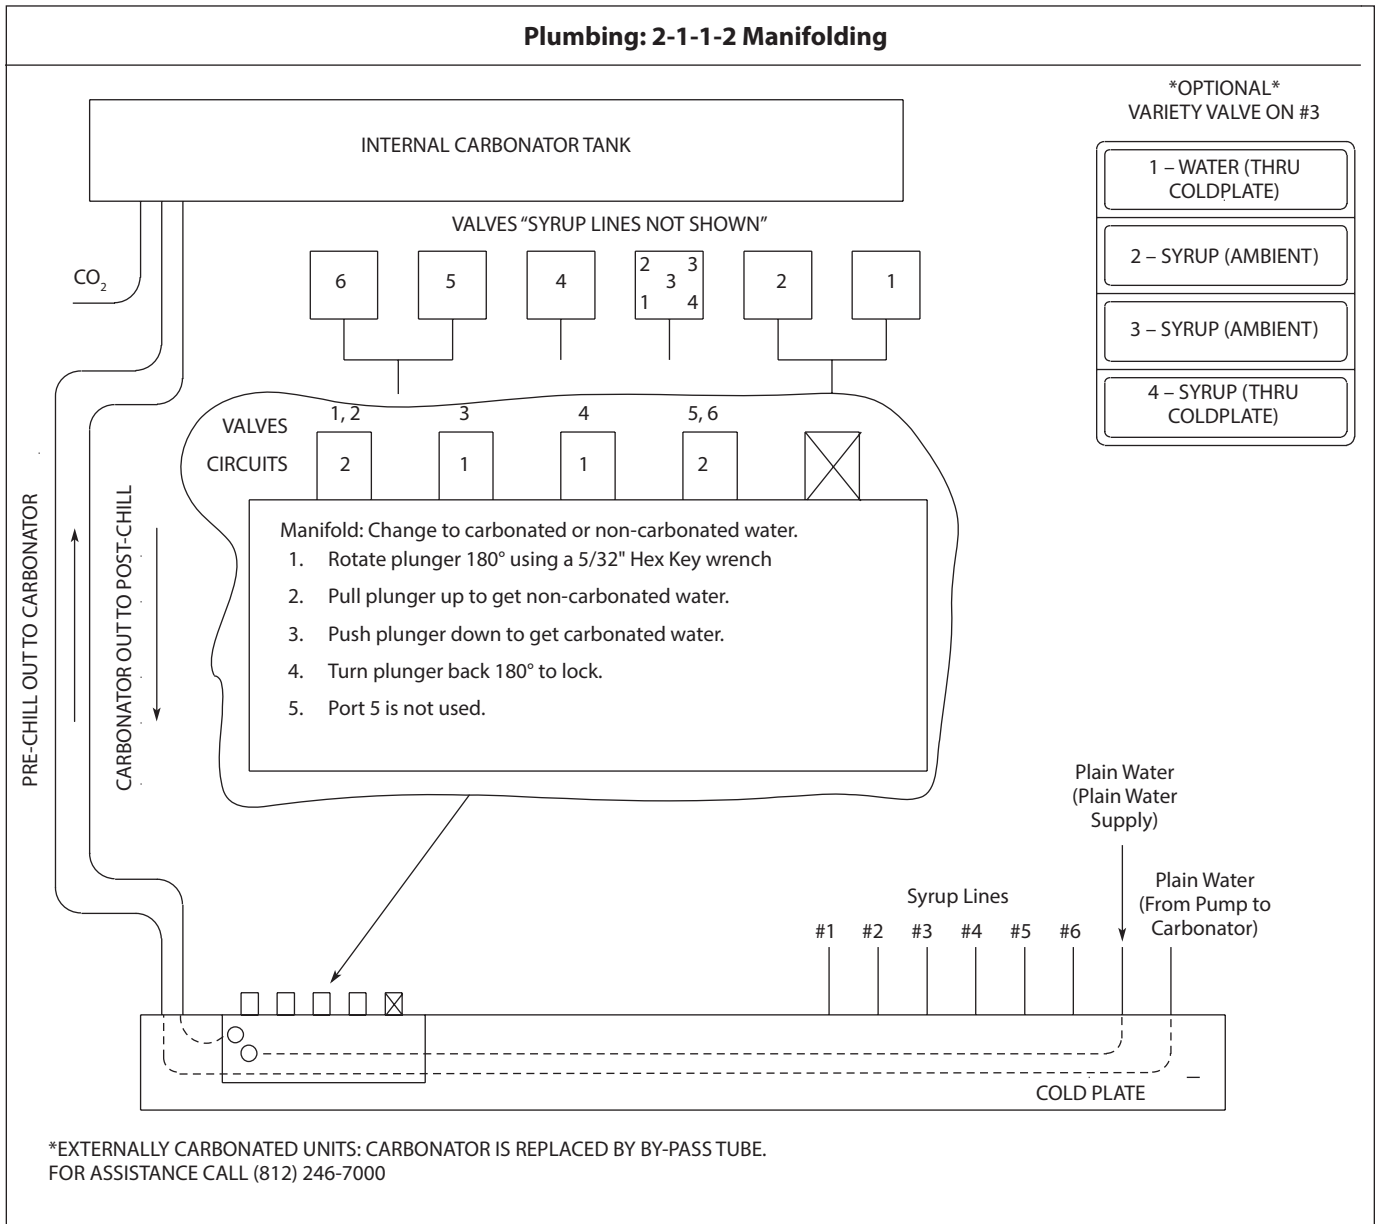 Plumbing: 2-1-1-2 Manifolding
*OPTIONAL*
VARIETY VALVE ON #3
1 – WATER (THRU
COLDPLATE)
2 – SYRUP (AMBIENT)
3 – SYRUP (AMBIENT)
4 – SYRUP (THRU
COLDPLATE)
INTERNAL CARBONATOR TANK
VALVES “SYRUP LINES NOT SHOWN”
CO2
6
5
4
2 3
3
1 4
2
1
VALVES
1, 2
3
4
5, 6
CIRCUITS
2
1
1
2
PRE-CHILL OUT TO CARBONATOR
CARBONATOR OUT TO POST-CHILL
Manifold: Change to carbonated or non-carbonated water.
1. Rotate plunger 180° using a 5/32" Hex Key wrench
2. Pull plunger up to get non-carbonated water.
3. Push plunger down to get carbonated water.
4. Turn plunger back 180° to lock.
5. Port 5 is not used.
Plain Water
(Plain Water
Supply)
Plain Water
(From Pump to
Carbonator)
Syrup Lines
#1 #2 #3 #4 #5 #6
COLD PLATE
*EXTERNALLY CARBONATED UNITS: CARBONATOR IS REPLACED BY BY-PASS TUBE.
FOR ASSISTANCE CALL (812) 246-7000